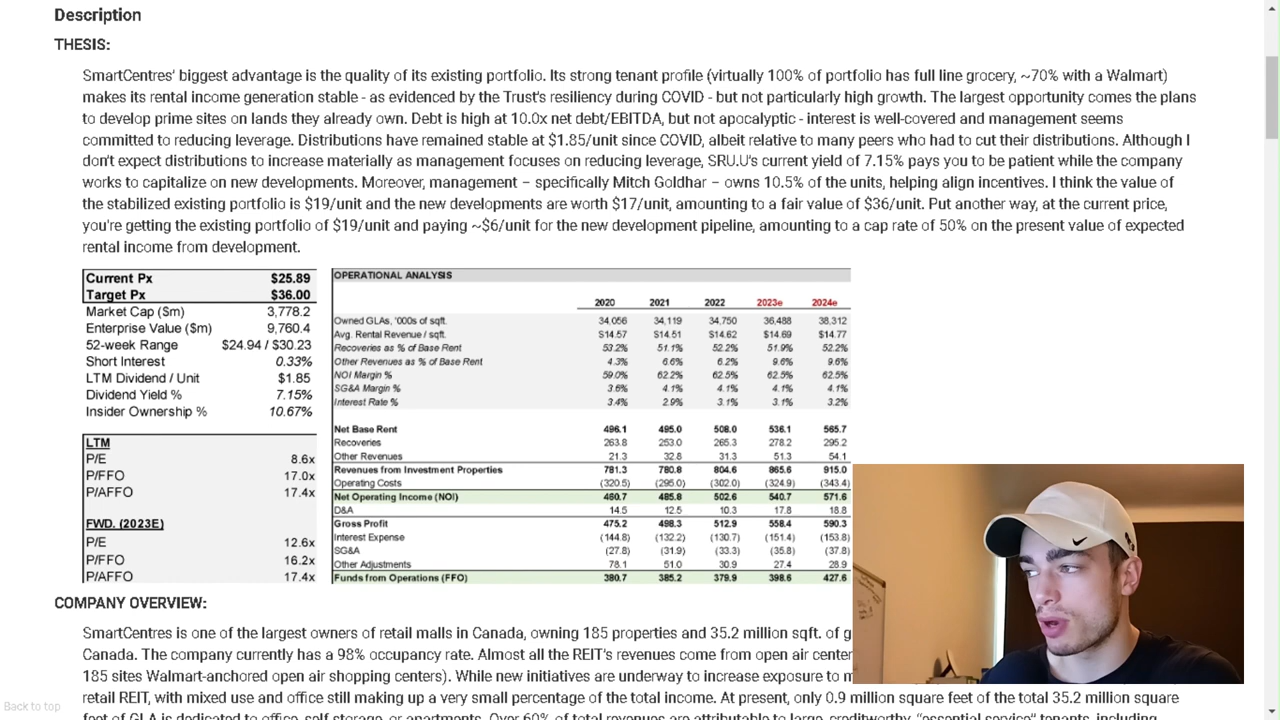 Description
THESIS:
SmartCentres' biggest advantage is the quality of its existing portfolio. Its strong tenant profile (virtually 100% of portfolio has full line grocery, ~70% with a Walmart)
makes its rental income generation stable - as evidenced by the Trust's resiliency during COVID - but not particularly high growth. The largest opportunity comes the plans
to develop prime sites on lands they already own. Debt is high at 10.0x net debt/EBITDA, but not apocalyptic - interest is well-covered and management seems
committed to reducing leverage. Distributions have remained stable at $1.85/unit since COVID, albeit relative to many peers who had to cut their distributions. Although I
don't expect distributions to increase materially as management focuses on reducing leverage, SRU.U's current yield of 7.15% pays you to be patient while the company
works to capitalize on new developments. Moreover, management – specifically Mitch Goldhar – owns 10.5% of the units, helping align incentives. I think the value of
the stabilized existing portfolio is $19/unit and the new developments are worth $17/unit, amounting to a fair value of $36/unit. Put another way, at the current price,
you're getting the existing portfolio of $19/unit and paying ~$6/unit for the new development pipeline, amounting to a cap rate of 50% on the present value of expected
rental income from development.
Current Px $25.89
Target Px $36.00
Market Cap ($m) 3,778.2
Enterprise Value ($m) 9,760.4
52-week Range $24.94 / $30.23
Short Interest 0.33%
LTM Dividend / Unit $1.85
Dividend Yield % 7.15%
Insider Ownership % 10.67%
LTM
P/E 8.6x
P/FFO 17.0x
P/AFFO 17.4x
FWD. (2023E)
P/E 12.6x
P/FFO 16.2x
P/AFFO 17.4x
OPERATIONAL ANALYSIS
2020 2021 2022 2023e 2024e
Owned GLAs, '000s of sqft. 34,056 34,119 34,750 36,488 38,312
Avg. Rental Revenue / sqft. $14.57 $14.51 $14.62 $14.69 $14.77
Recoveries as % of Base Rent 53.2% 51.1% 52.2% 51.9% 52.2%
Other Revenues as % of Base Rent 4.3% 6.6% 6.2% 9.6% 9.6%
NOI Margin % 59.0% 62.2% 62.5% 62.5% 62.5%
SG&A Margin % 3.6% 4.1% 4.1% 4.1% 4.1%
Interest Rate % 3.4% 2.9% 3.1% 3.1% 3.2%
Net Base Rent 496.1 495.0 508.0 536.1 565.7
Recoveries 263.8 253.0 265.3 278.2 295.2
Other Revenues 21.3 32.8 31.3 51.3 54.1
Revenues from Investment Properties 781.3 780.8 804.6 865.6 915.0
Operating Costs (320.5) (295.0) (302.0) (324.9) (343.4)
Net Operating Income (NOI) 460.7 485.8 502.6 540.7 571.6
D&A 14.5 12.5 10.3 17.8 18.8
Gross Profit 475.2 498.3 512.9 558.4 590.3
Interest Expense (144.8) (132.2) (130.7) (151.4) (153.8)
SG&A (27.8) (31.9) (33.3) (35.8) (37.8)
Other Adjustments 78.1 51.0 30.9 27.4 28.9
Funds from Operations (FFO) 380.7 385.2 379.9 398.6 427.6
COMPANY OVERVIEW:
SmartCentres is one of the largest owners of retail malls in Canada, owning 185 properties and 35.2 million sqft. of g
Canada. The company currently has a 98% occupancy rate. Almost all the REIT's revenues come from open air center
185 sites Walmart-anchored open air shopping centers). While new initiatives are underway to increase exposure to m
retail REIT, with mixed use and office still making up a very small percentage of the total income. At present, only 0.9 million square feet of the total 35.2 million square
feet of GLA is dedicated to office, self storage, or apartments. Over 60% of total revenues are attributable to large, creditworthy, "essential service" tenants, including
Back to top